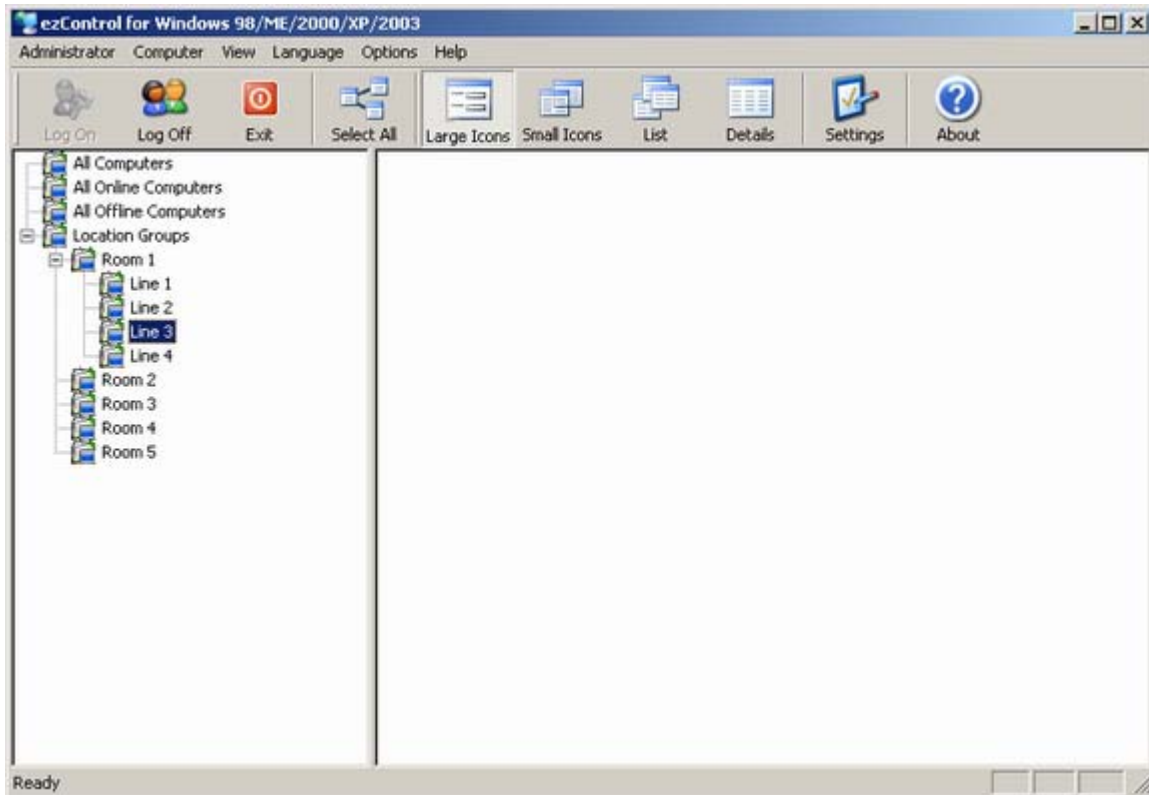 ezControl for Windows 98/ME/2000/XP/2003
Administrator Computer View Language Options Help
Log On Log Off Exit Select All Large Icons Small Icons List Details Settings About
All Computers
All Online Computers
All Offline Computers
Location Groups
Room 1
Line 1
Line 2
Line 3
Line 4
Room 2
Room 3
Room 4
Room 5
Ready